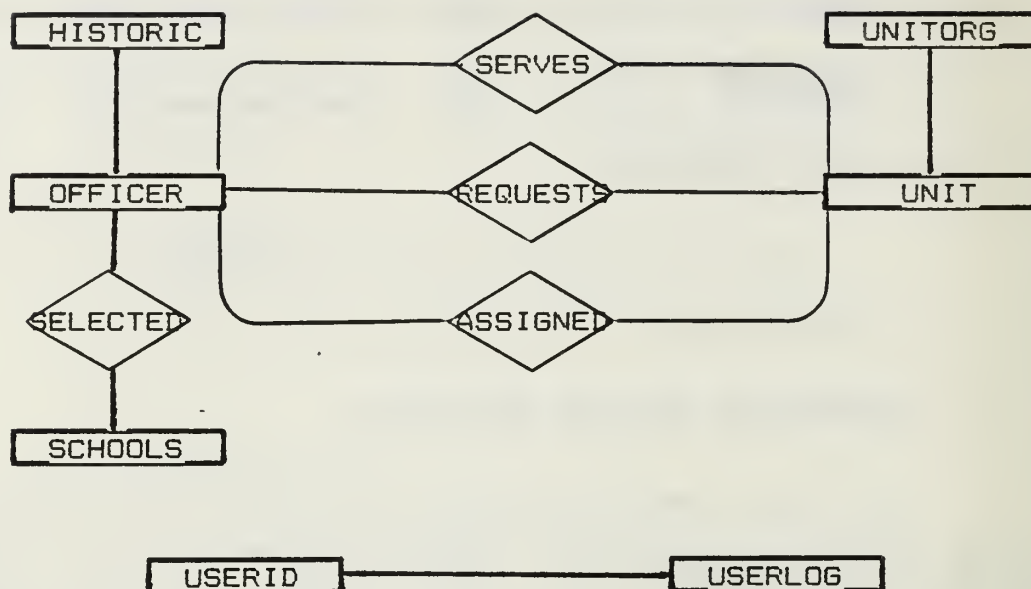 HISTORIC
SERVES
UNITORG
OFFICER
REQUESTS
UNIT
SELECTED
ASSIGNED
SCHOOLS
USERID
USERLOG